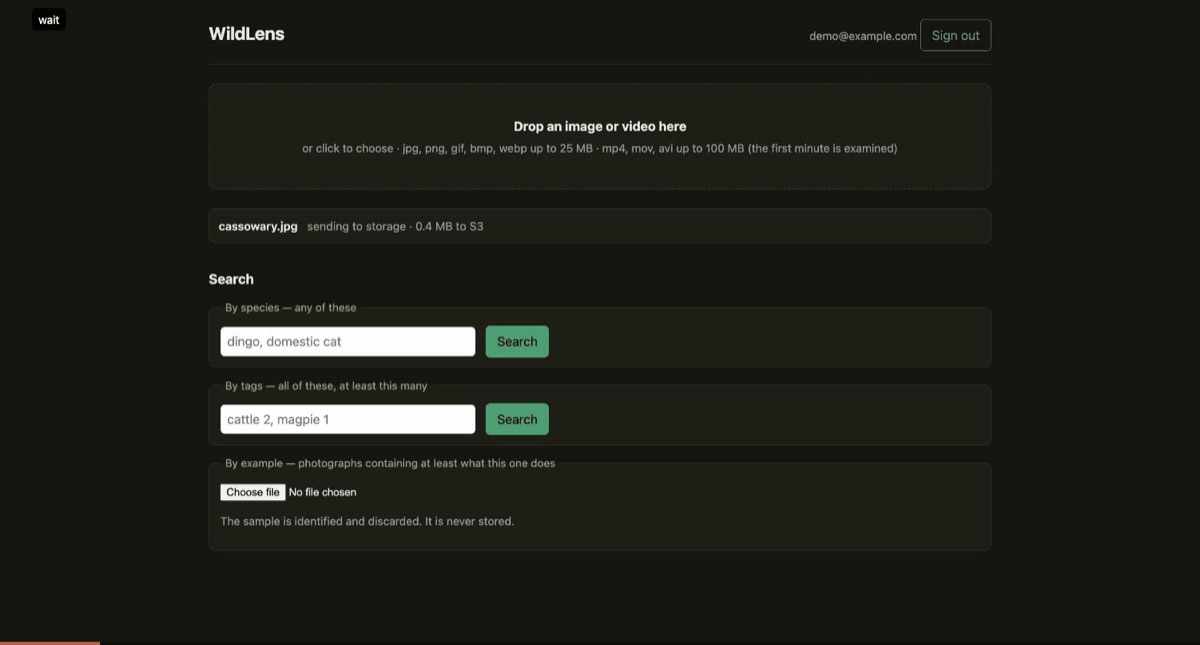 wait
WildLens
demo@example.com
Sign out
Drop an image or video here
or click to choose · jpg, png, gif, bmp, webp up to 25 MB · mp4, mov, avi up to 100 MB (the first minute is examined)
cassowary.jpg sending to storage · 0.4 MB to S3
Search
By species — any of these
dingo, domestic cat
Search
By tags — all of these, at least this many
cattle 2, magpie 1
Search
By example — photographs containing at least what this one does
Choose file No file chosen
The sample is identified and discarded. It is never stored.